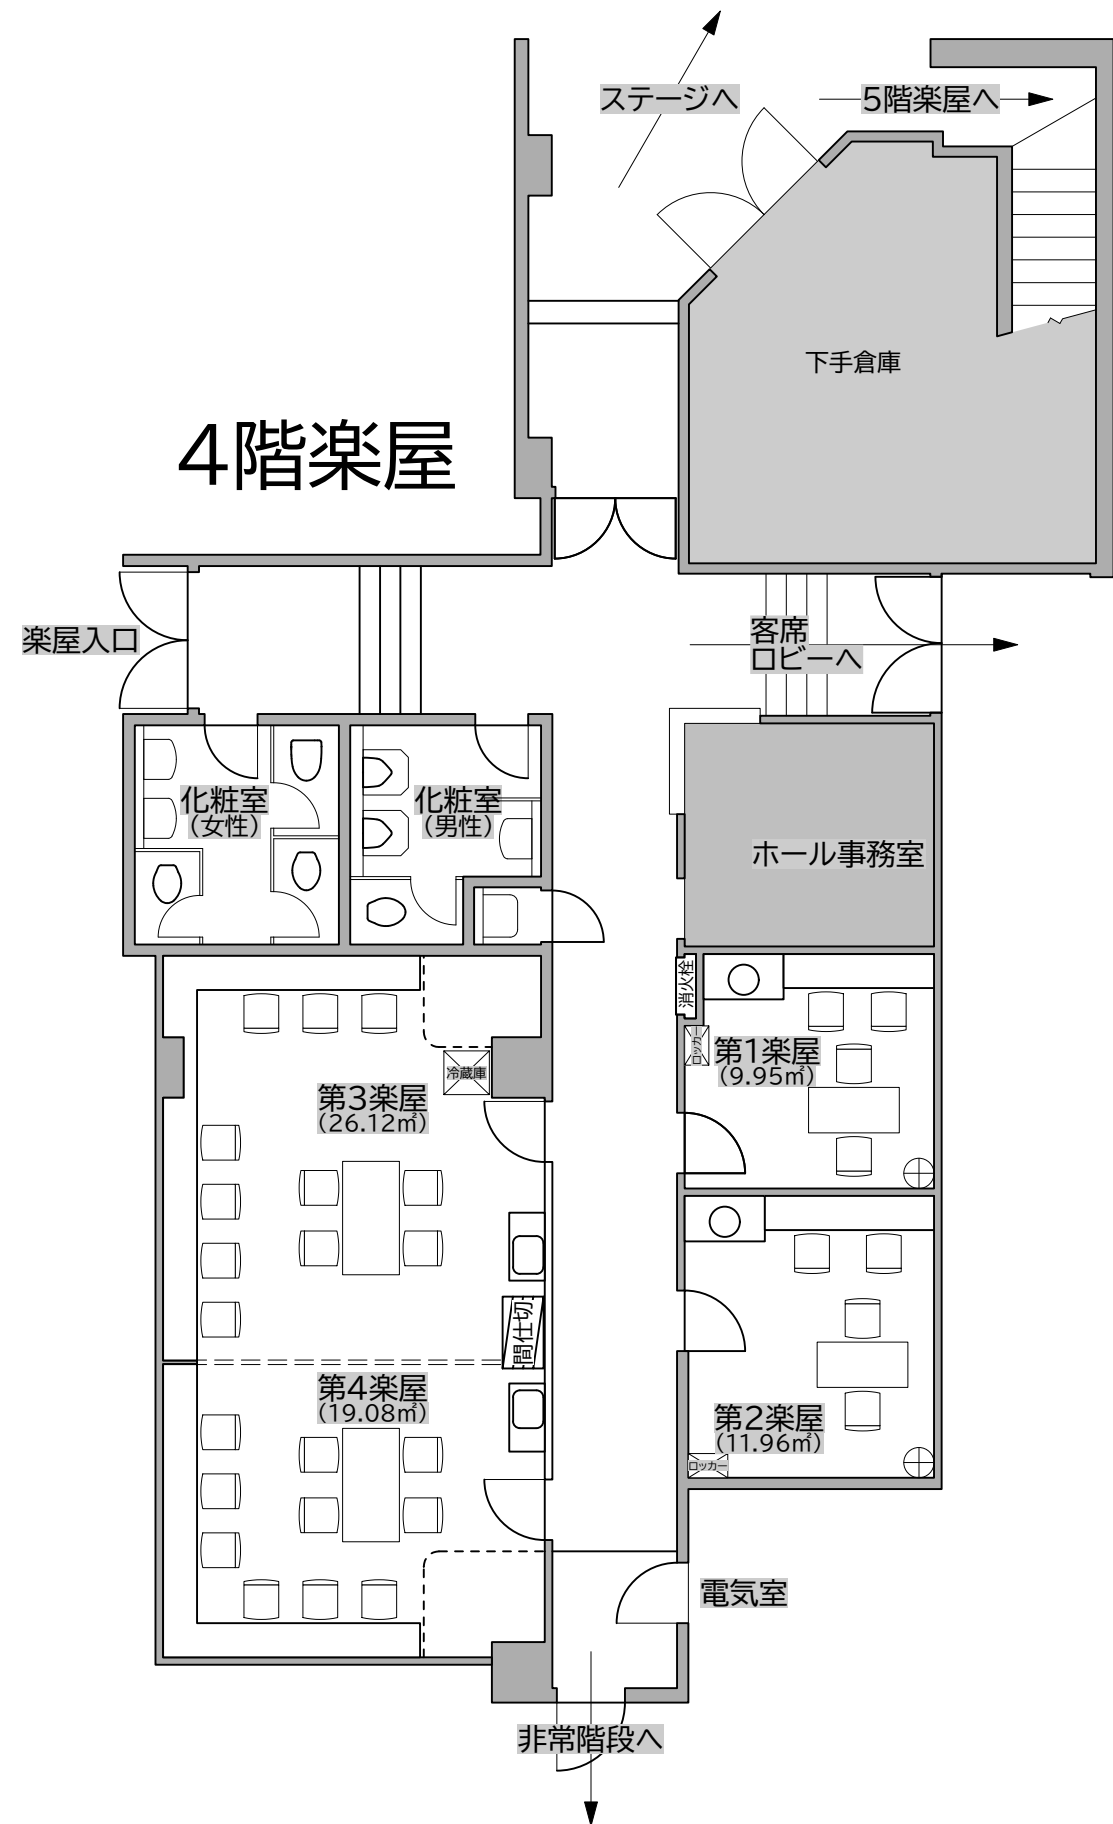 ステージへ
5階楽屋へ
下手倉庫
4階楽屋
楽屋入口
客席
ロビーへ
化粧室
（女性）
化粧室
（男性）
ホール事務室
消火栓
ロッカー
第1楽屋
（9.95㎡）
冷蔵庫
第3楽屋
（26.12㎡）
間仕切
第4楽屋
（19.08㎡）
第2楽屋
（11.96㎡）
ロッカー
電気室
非常階段へ